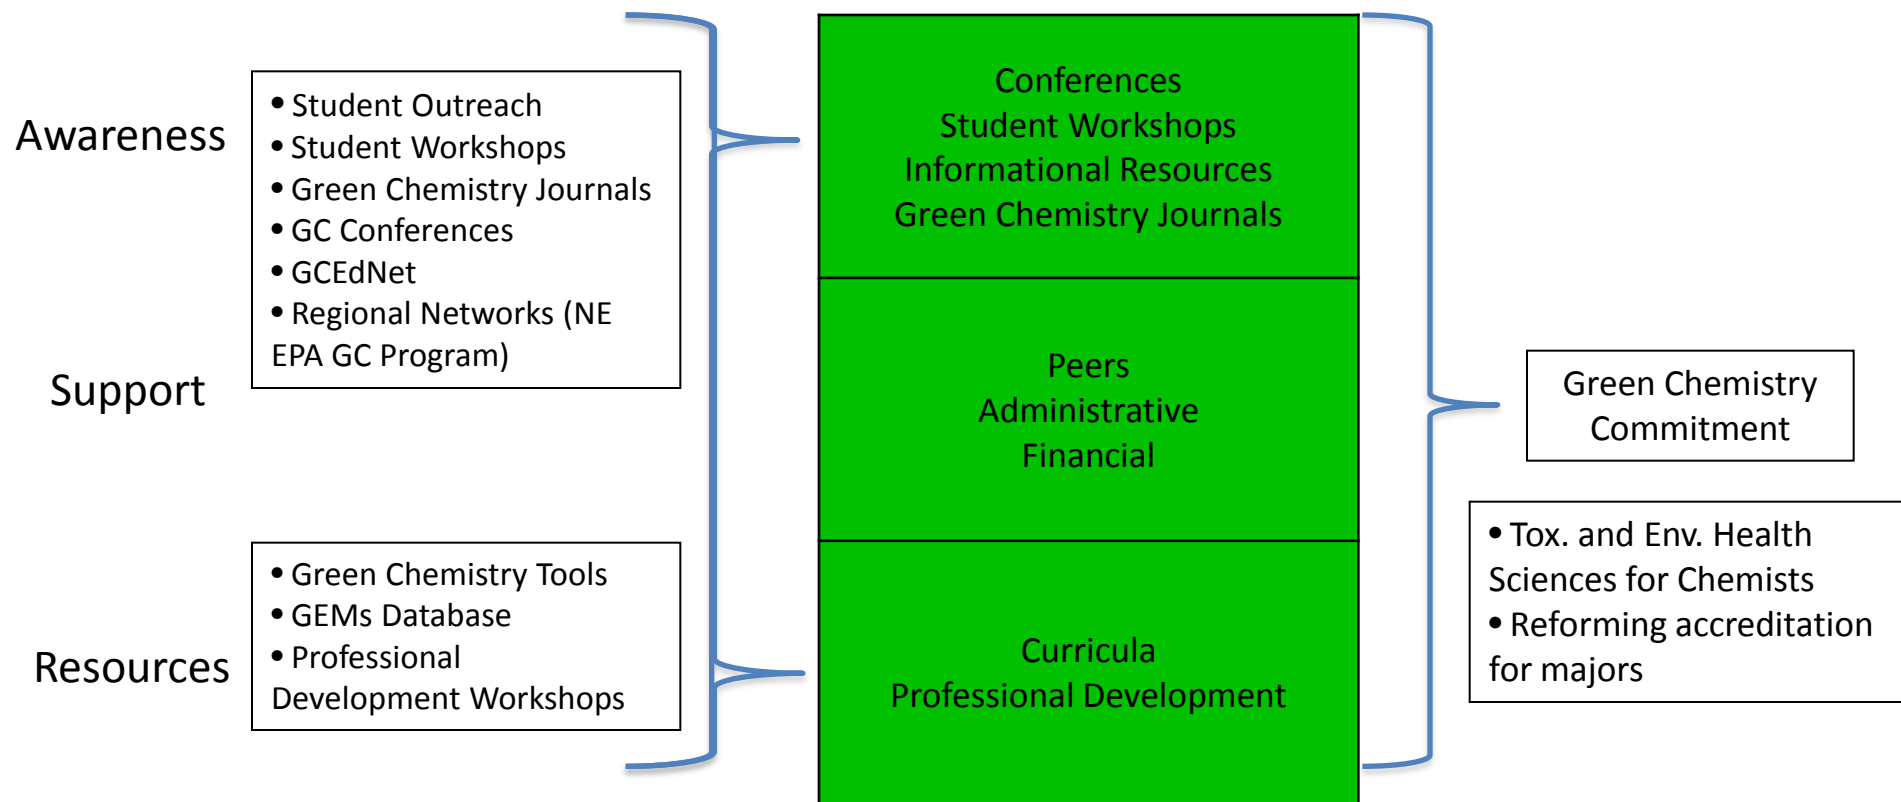 Awareness
• Student Outreach
• Student Workshops
• Green Chemistry Journals
• GC Conferences
• GCEdNet
• Regional Networks (NE
EPA GC Program)
Conferences
Student Workshops
Informational Resources
Green Chemistry Journals
Support
Peers
Administrative
Financial
Green Chemistry
Commitment
Resources
• Green Chemistry Tools
• GEMs Database
• Professional
Development Workshops
Curricula
Professional Development
• Tox. and Env. Health
Sciences for Chemists
• Reforming accreditation
for majors